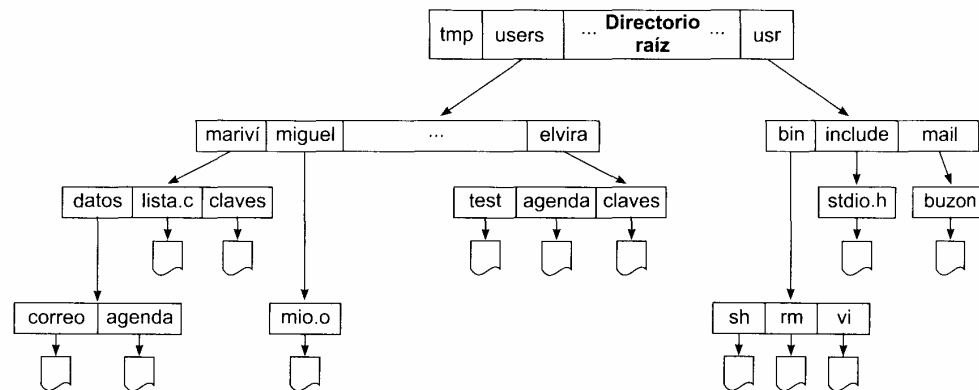 tmp users ... Directorio raíz ... usr
mariví miguel ... elvira
bin include mail
datos lista.c claves
test agenda claves
stdio.h
buzon
correo agenda
mio.o
sh rm vi